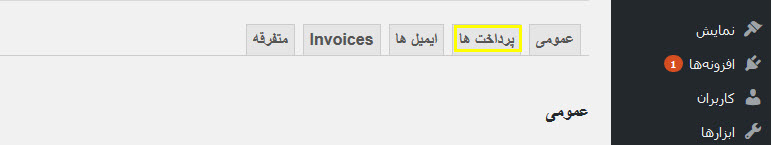 نمایش
افزونه‌ها 1
کاربران
ابزارها
عمومی
پرداخت ها
ایمیل ها
Invoices
متفرقه
عمومی